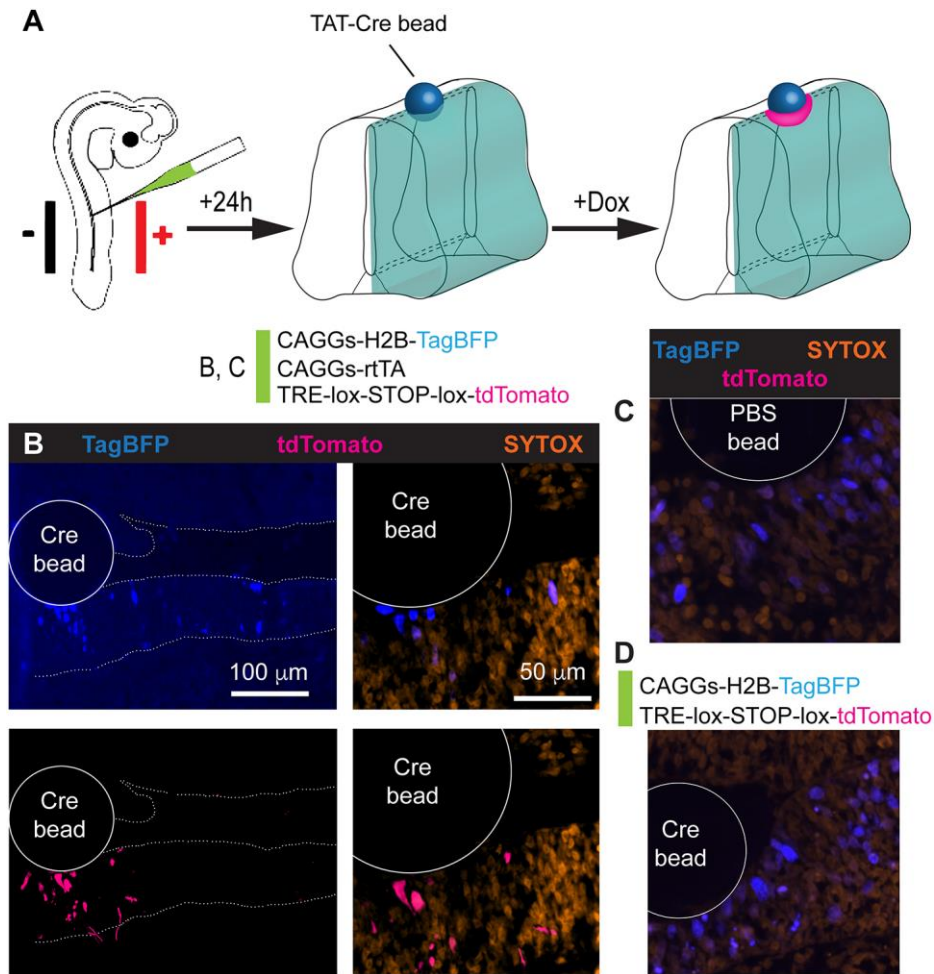 A
TAT-Cre bead
+24h
+Dox
-
+
B, C
CAGGs-H2B-TagBFP
CAGGs-rtTA
TRE-lox-STOP-lox-tdTomato
B
TagBFP
tdTomato
SYTOX
Cre
bead
100 μm
Cre
bead
50 μm
Cre
bead
Cre
bead
TagBFP
SYTOX
tdTomato
C
PBS
bead
D
CAGGs-H2B-TagBFP
TRE-lox-STOP-lox-tdTomato
Cre
bead